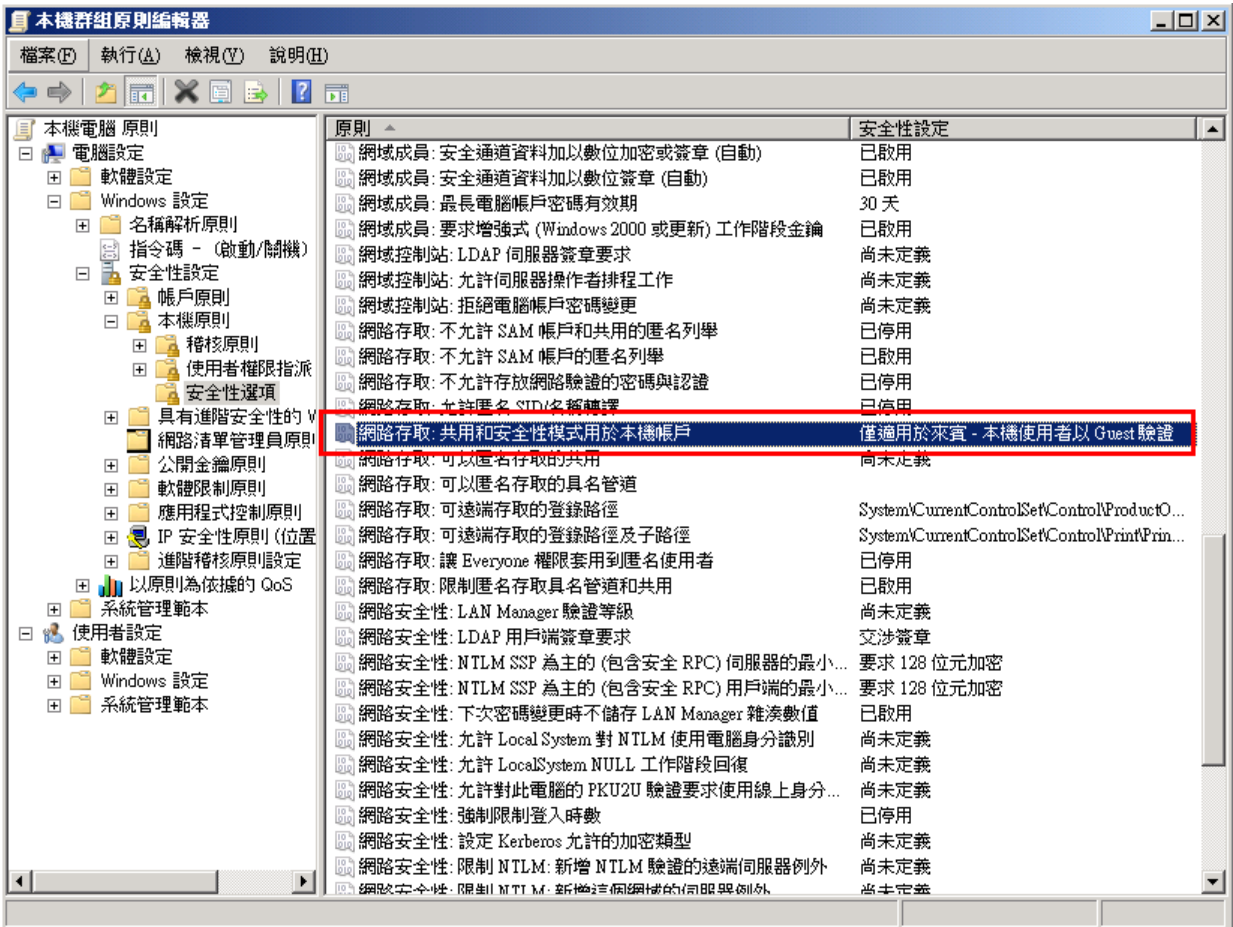 本機群組原則編輯器
檔案(F) 執行(A) 檢視(V) 說明(H)
本機電腦 原則
電腦設定
軟體設定
Windows 設定
名稱解析原則
指令碼 - (啟動/關機)
安全性設定
帳戶原則
本機原則
稽核原則
使用者權限指派
安全性選項
具有進階安全性的 W
網路清單管理員原則
公開金鑰原則
軟體限制原則
應用程式控制原則
IP 安全性原則 (位置
進階稽核原則設定
以原則為依據的 QoS
系統管理範本
使用者設定
軟體設定
Windows 設定
系統管理範本
原則 安全性設定
網域成員: 安全通道資料加以數位加密或簽章 (自動) 已啟用
網域成員: 安全通道資料加以數位簽章 (自動) 已啟用
網域成員: 最長電腦帳戶密碼有效期 30 天
網域成員: 要求增強式 (Windows 2000 或更新) 工作階段金鑰 已啟用
網域控制站: LDAP 伺服器簽章要求 尚未定義
網域控制站: 允許伺服器操作者排程工作 尚未定義
網域控制站: 拒絕電腦帳戶密碼變更 尚未定義
網路存取: 不允許 SAM 帳戶和共用的匿名列舉 已停用
網路存取: 不允許 SAM 帳戶的匿名列舉 已啟用
網路存取: 不允許存放網路驗證的密碼與認證 已停用
網路存取: 允許匿名 SID/名稱轉譯 已停用
網路存取: 共用和安全性模式用於本機帳戶 僅適用於來賓 - 本機使用者以 Guest 驗證
網路存取: 可以匿名存取的共用 尚未定義
網路存取: 可以匿名存取的具名管道
網路存取: 可遠端存取的登錄路徑 System\CurrentControlSet\Control\ProductO...
網路存取: 可遠端存取的登錄路徑及子路徑 System\CurrentControlSet\Control\Print\Prin...
網路存取: 讓 Everyone 權限套用到匿名使用者 已停用
網路存取: 限制匿名存取具名管道和共用 已啟用
網路安全性: LAN Manager 驗證等級 尚未定義
網路安全性: LDAP 用戶端簽章要求 交涉簽章
網路安全性: NTLM SSP 為主的 (包含安全 RPC) 伺服器的最小... 要求 128 位元加密
網路安全性: NTLM SSP 為主的 (包含安全 RPC) 用戶端的最小... 要求 128 位元加密
網路安全性: 下次密碼變更時不儲存 LAN Manager 雜湊數值 已啟用
網路安全性: 允許 Local System 對 NTLM 使用電腦身分識別 尚未定義
網路安全性: 允許 LocalSystem NULL 工作階段回復 尚未定義
網路安全性: 允許對此電腦的 PKU2U 驗證要求使用線上身分... 尚未定義
網路安全性: 強制限制登入時數 已停用
網路安全性: 設定 Kerberos 允許的加密類型 尚未定義
網路安全性: 限制 NTLM: 新增 NTLM 驗證的遠端伺服器例外 尚未定義
網路安全性: 限制 NTLM: 新增這個網域的伺服器例外 尚未定義